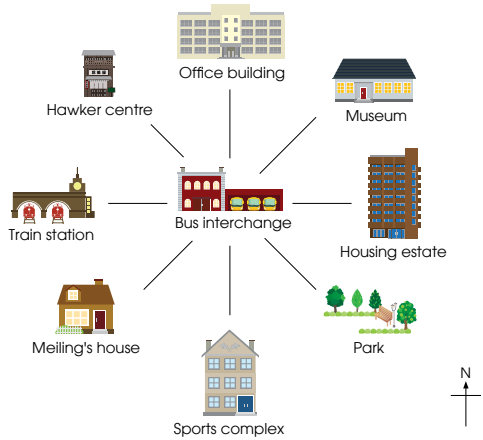 Office building
Hawker centre
Museum
Train station
Bus interchange
Housing estate
Meiling's house
Park
N
Sports complex